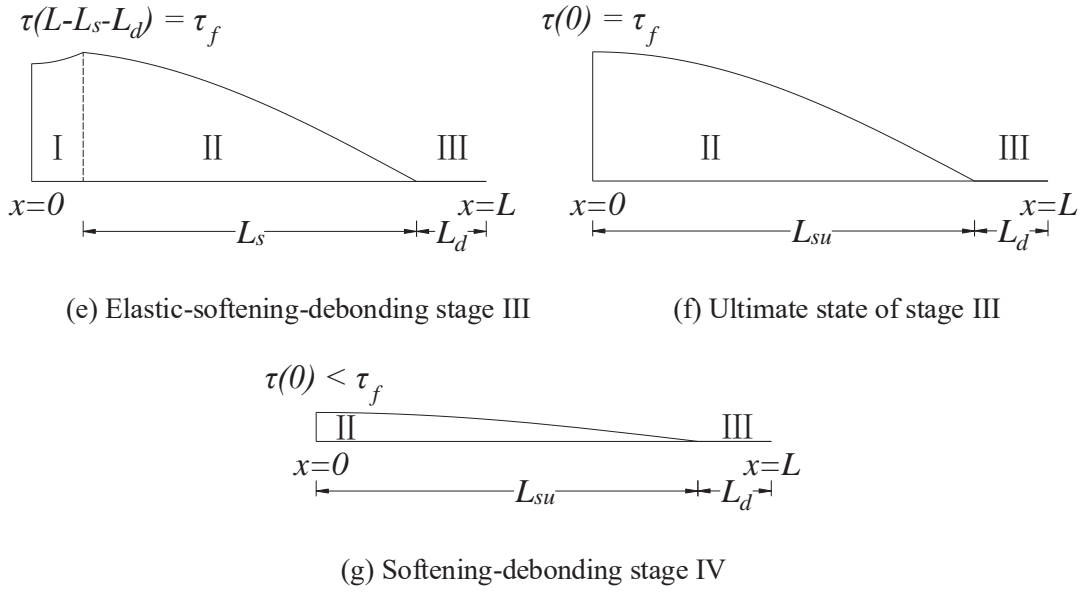 τ(L-Ls-Ld) = τf
τ(0) = τf
I
II
III
II
III
x=0
x=L
x=0
x=L
Ls
Ld
Lsu
Ld
(e) Elastic-softening-debonding stage III
(f) Ultimate state of stage III
τ(0) < τf
II
III
x=0
x=L
Lsu
Ld
(g) Softening-debonding stage IV